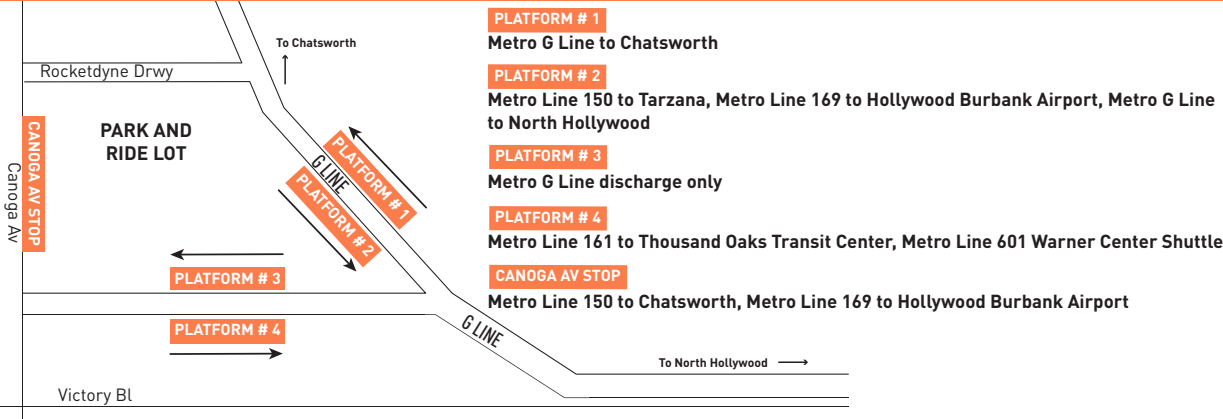 To Chatsworth
Rocketdyne Drwy
PARK AND
RIDE LOT
CANOGA AV STOP
Canoga Av
PLATFORM # 1
G LINE
PLATFORM # 2
PLATFORM # 3
PLATFORM # 4
G LINE
To North Hollywood
Victory Bl
PLATFORM # 1
Metro G Line to Chatsworth
PLATFORM # 2
Metro Line 150 to Tarzana, Metro Line 169 to Hollywood Burbank Airport, Metro G Line
to North Hollywood
PLATFORM # 3
Metro G Line discharge only
PLATFORM # 4
Metro Line 161 to Thousand Oaks Transit Center, Metro Line 601 Warner Center Shuttle
CANOGA AV STOP
Metro Line 150 to Chatsworth, Metro Line 169 to Hollywood Burbank Airport